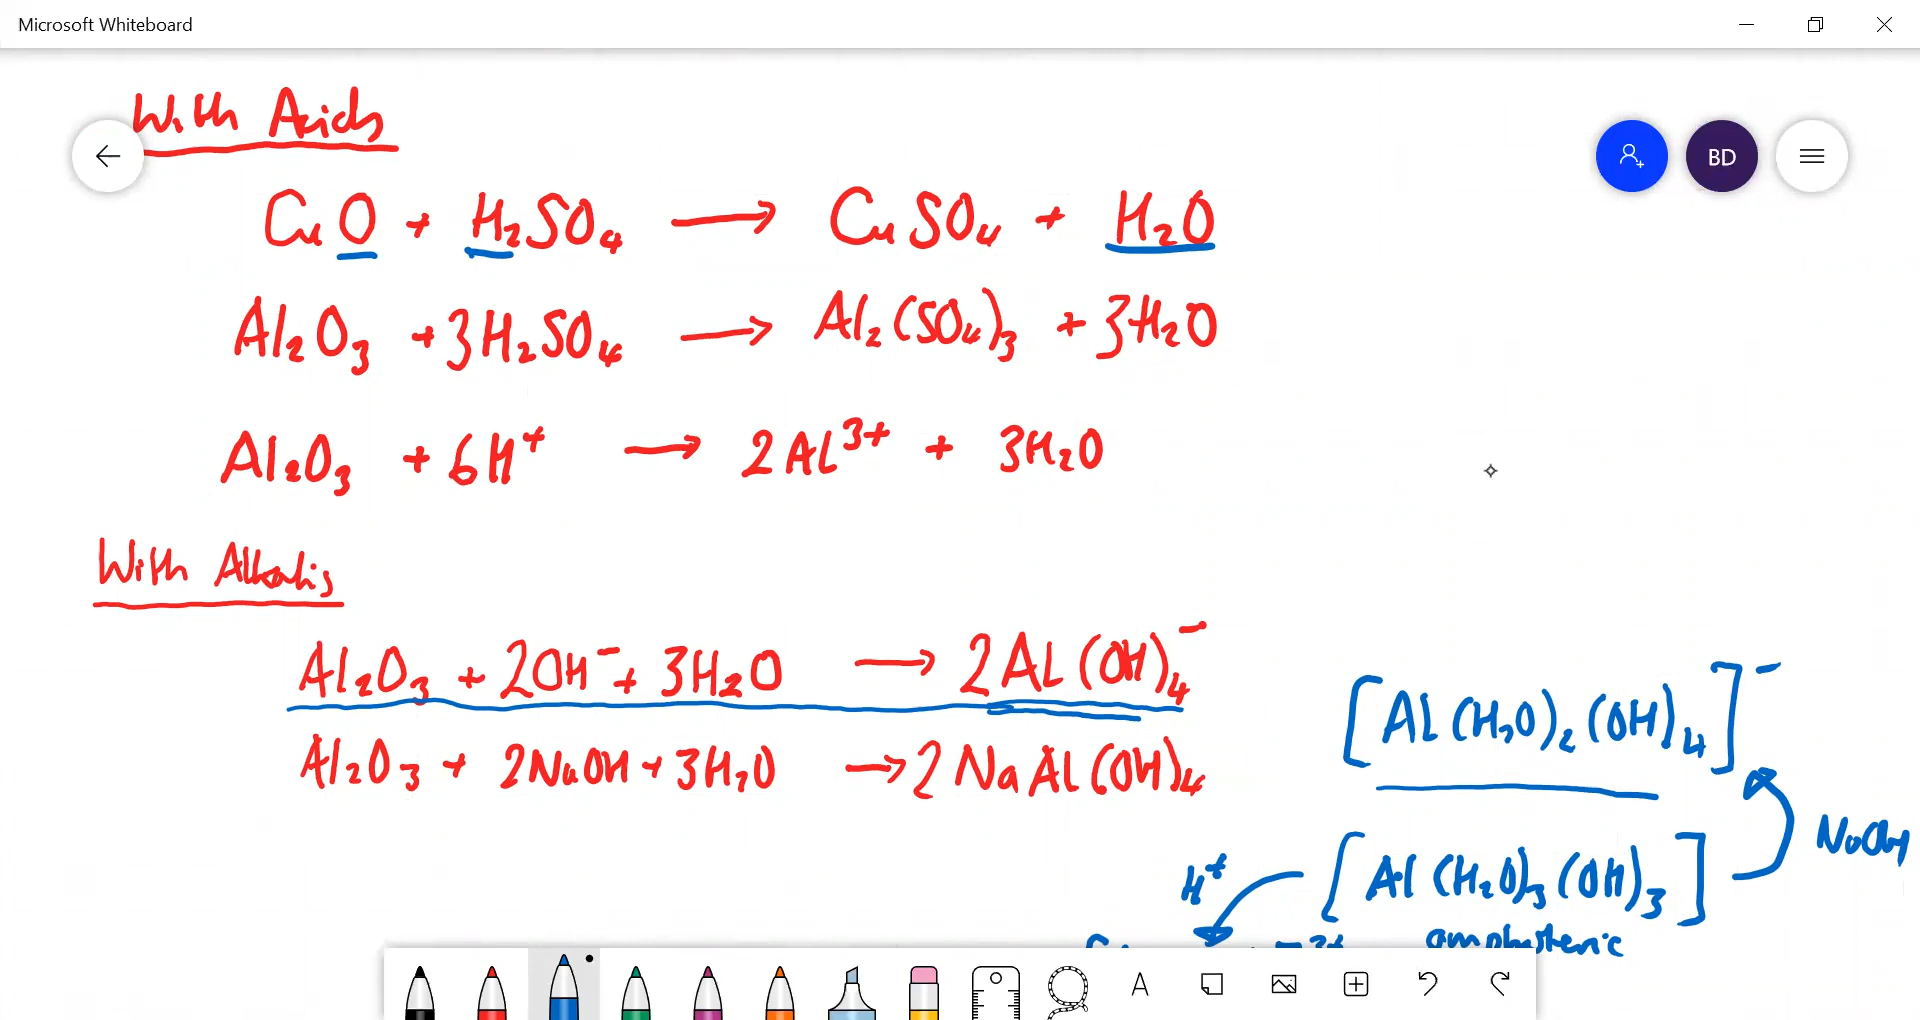 Microsoft Whiteboard
With Acids
BD
CuO + H₂SO₄ → CuSO₄ + H₂O
Al₂O₃ + 3H₂SO₄ → Al₂(SO₄)₃ + 3H₂O
Al₂O₃ + 6H⁺ → 2Al³⁺ + 3H₂O
With Alkalis
Al₂O₃ + 2OH⁻ + 3H₂O → 2Al(OH)₄⁻
Al₂O₃ + 2NaOH + 3H₂O → 2NaAl(OH)₄
[Al(H₂O)₂(OH)₄]⁻
NaOH
H⁺
[Al(H₂O)₃(OH)₃]
amphoteric
A